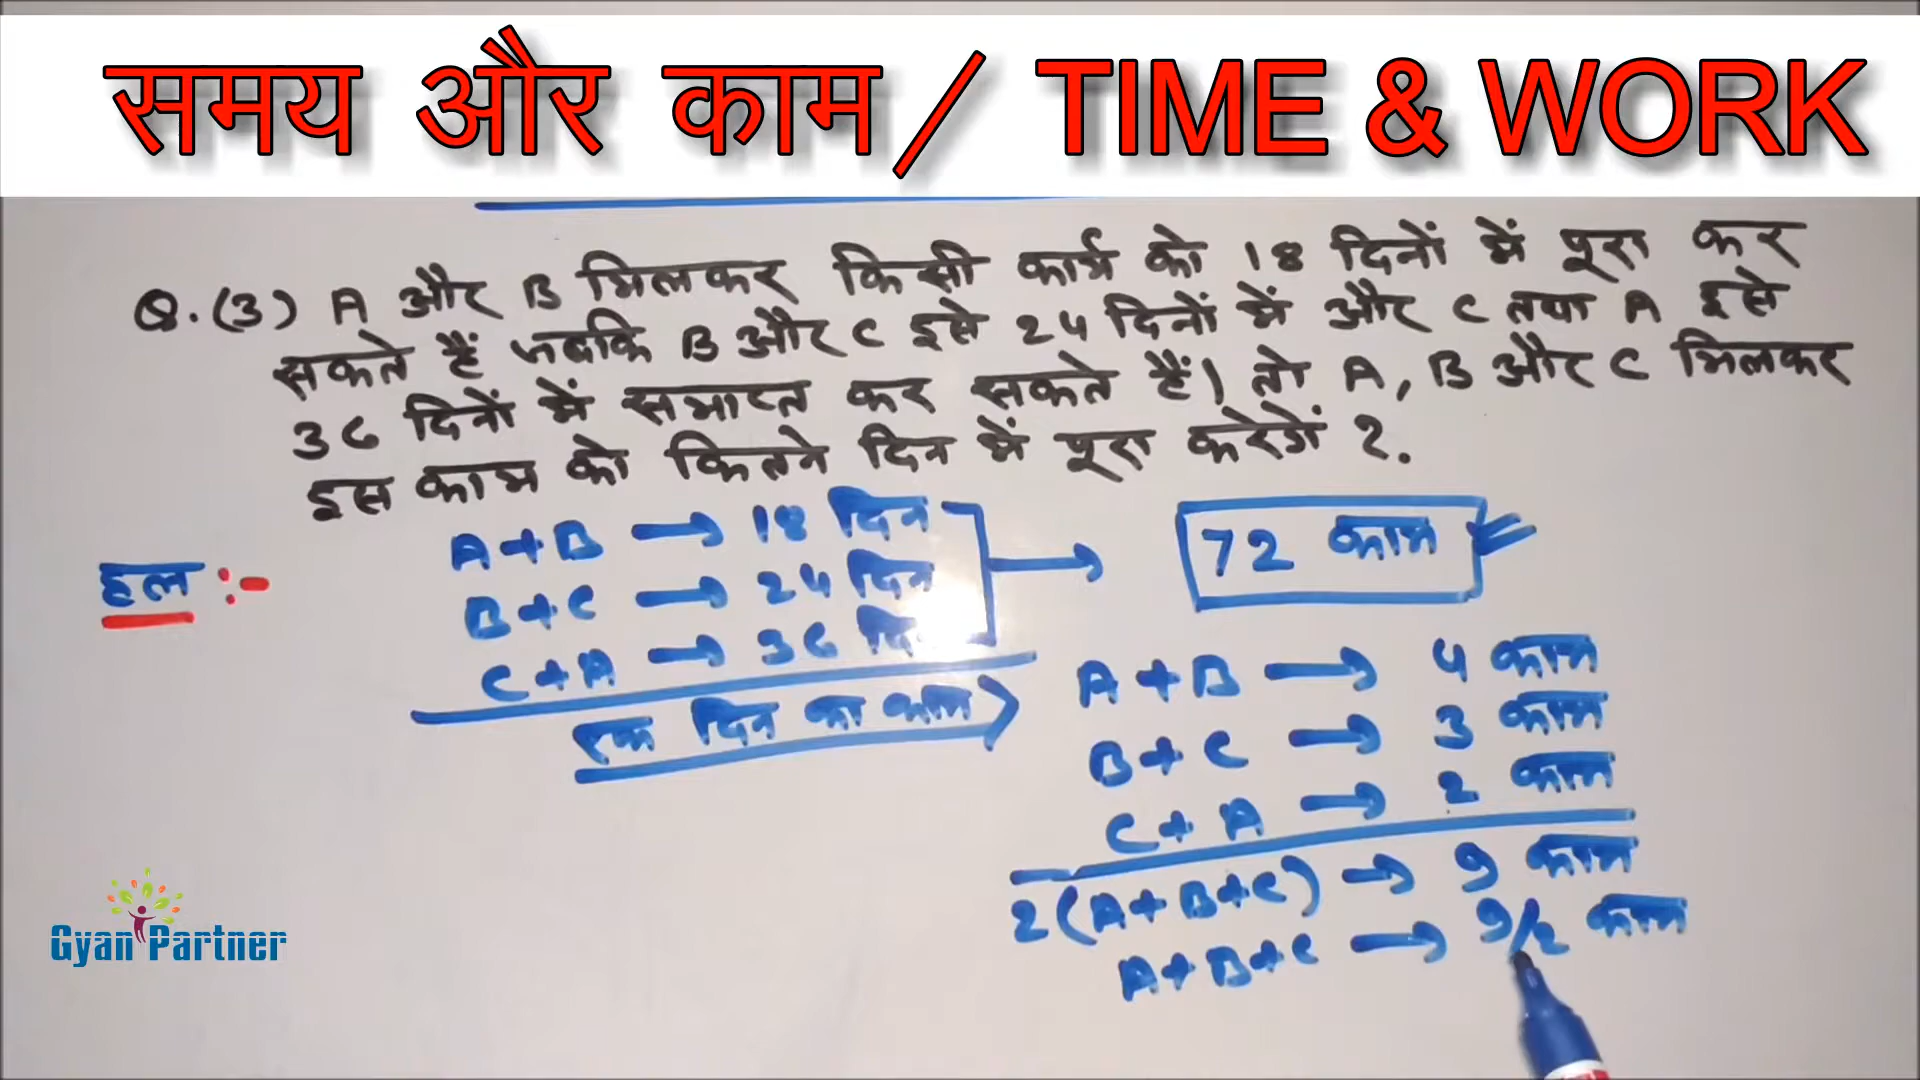 समय और काम / TIME & WORK
Q.(3) A और B मिलकर किसी कार्य को 18 दिनों में पूरा कर
सकते हैं जबकि B और C इसे 24 दिनों में और C तथा A इसे
36 दिनों में समाप्त कर सकते हैं। तो A, B और C मिलकर
इस काम को कितने दिन में पूरा करेगें ?.
हल :-
A+B → 18 दिन
B+C → 24 दिन
C+A → 36 दिन
एक दिन का काम
72 काम
A+B → 4 काम
B+C → 3 काम
C+A → 2 काम
2(A+B+C) → 9 काम
A+B+C → 9/2 काम
Gyan Partner